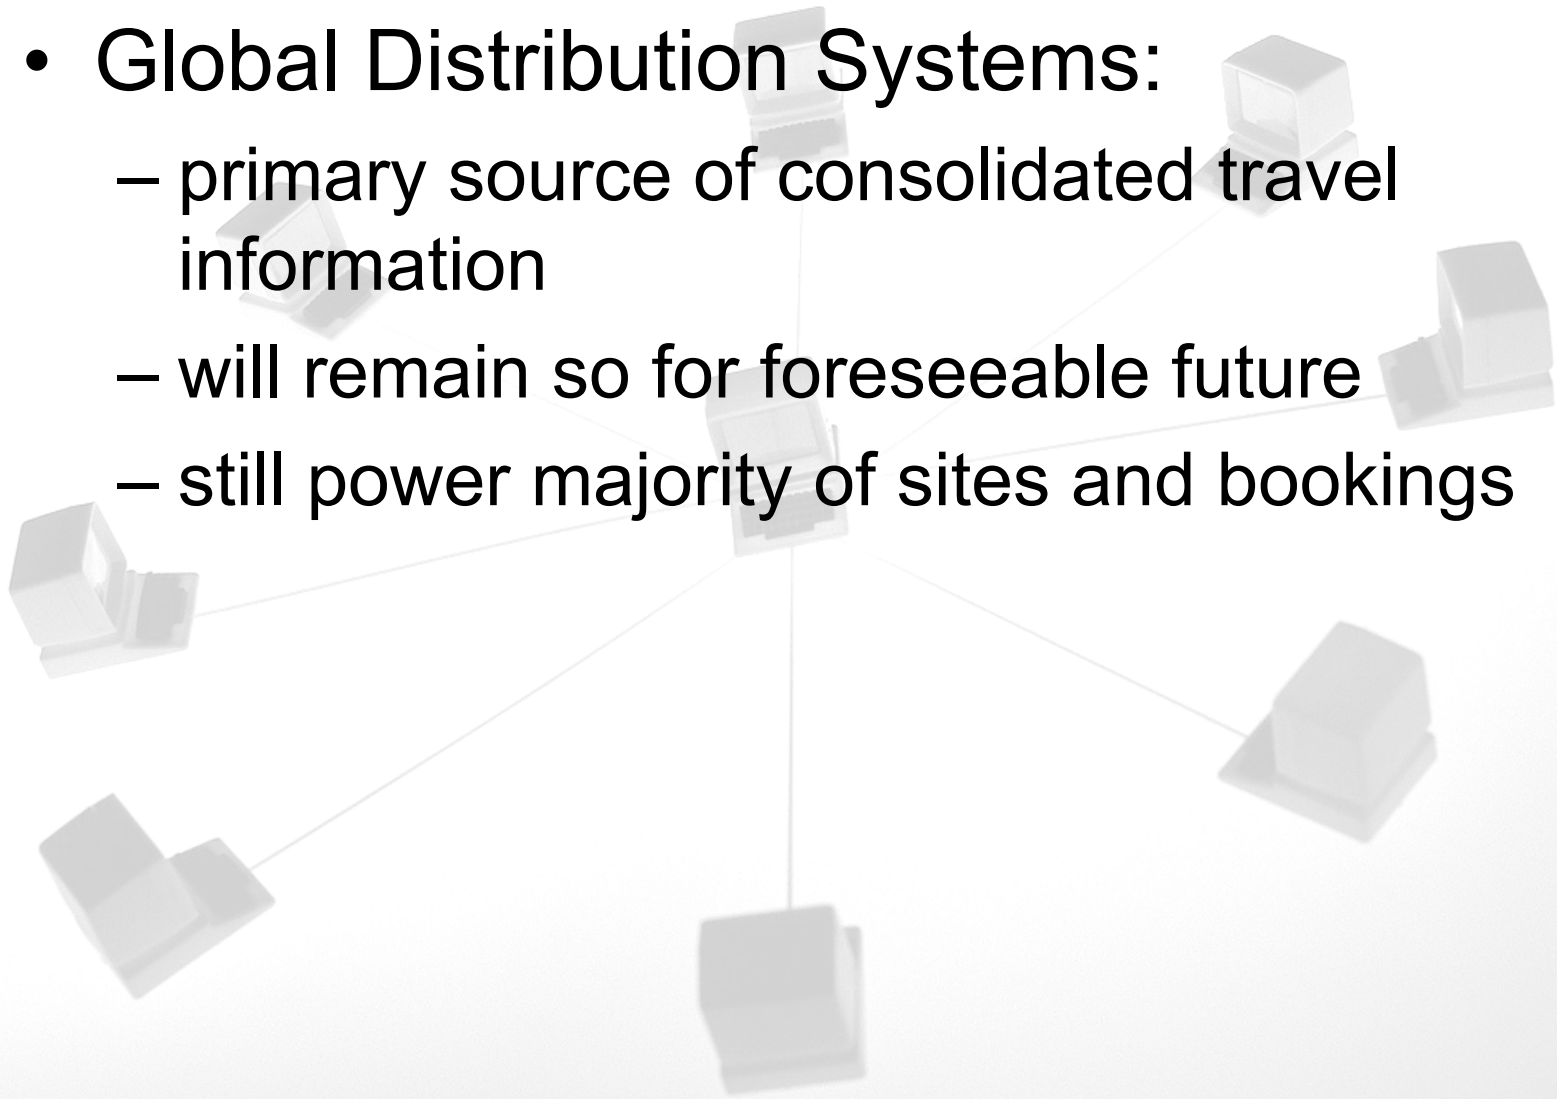 • Global Distribution Systems:
– primary source of consolidated travel
information
– will remain so for foreseeable future
– still power majority of sites and bookings